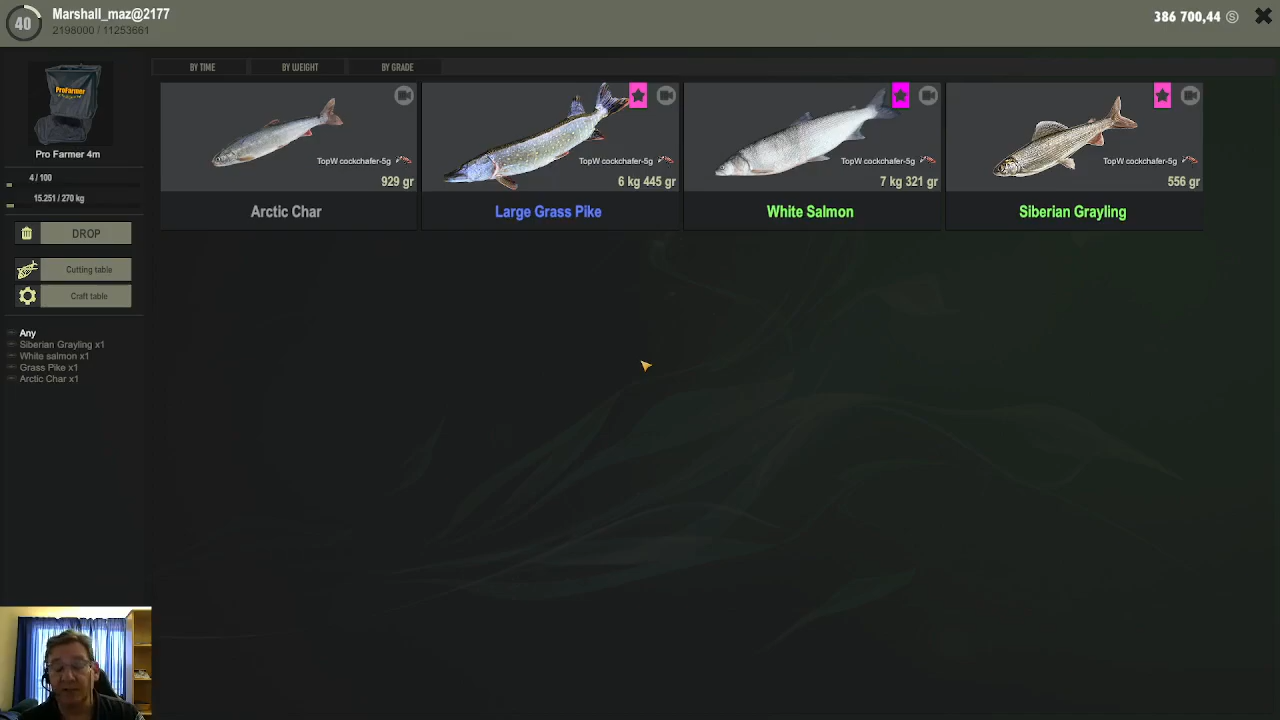 40
Marshall_maz@2177
2198000 / 11253661
386 700,44
BY TIME
BY WEIGHT
BY GRADE
ProFarmer
Pro Farmer 4m
4 / 100
15.251 / 270 kg
DROP
Cutting table
Craft table
Any
Siberian Grayling x1
White salmon x1
Grass Pike x1
Arctic Char x1
TopW cockchafer-5g
929 gr
Arctic Char
TopW cockchafer-5g
6 kg 445 gr
Large Grass Pike
TopW cockchafer-5g
7 kg 321 gr
White Salmon
TopW cockchafer-5g
556 gr
Siberian Grayling